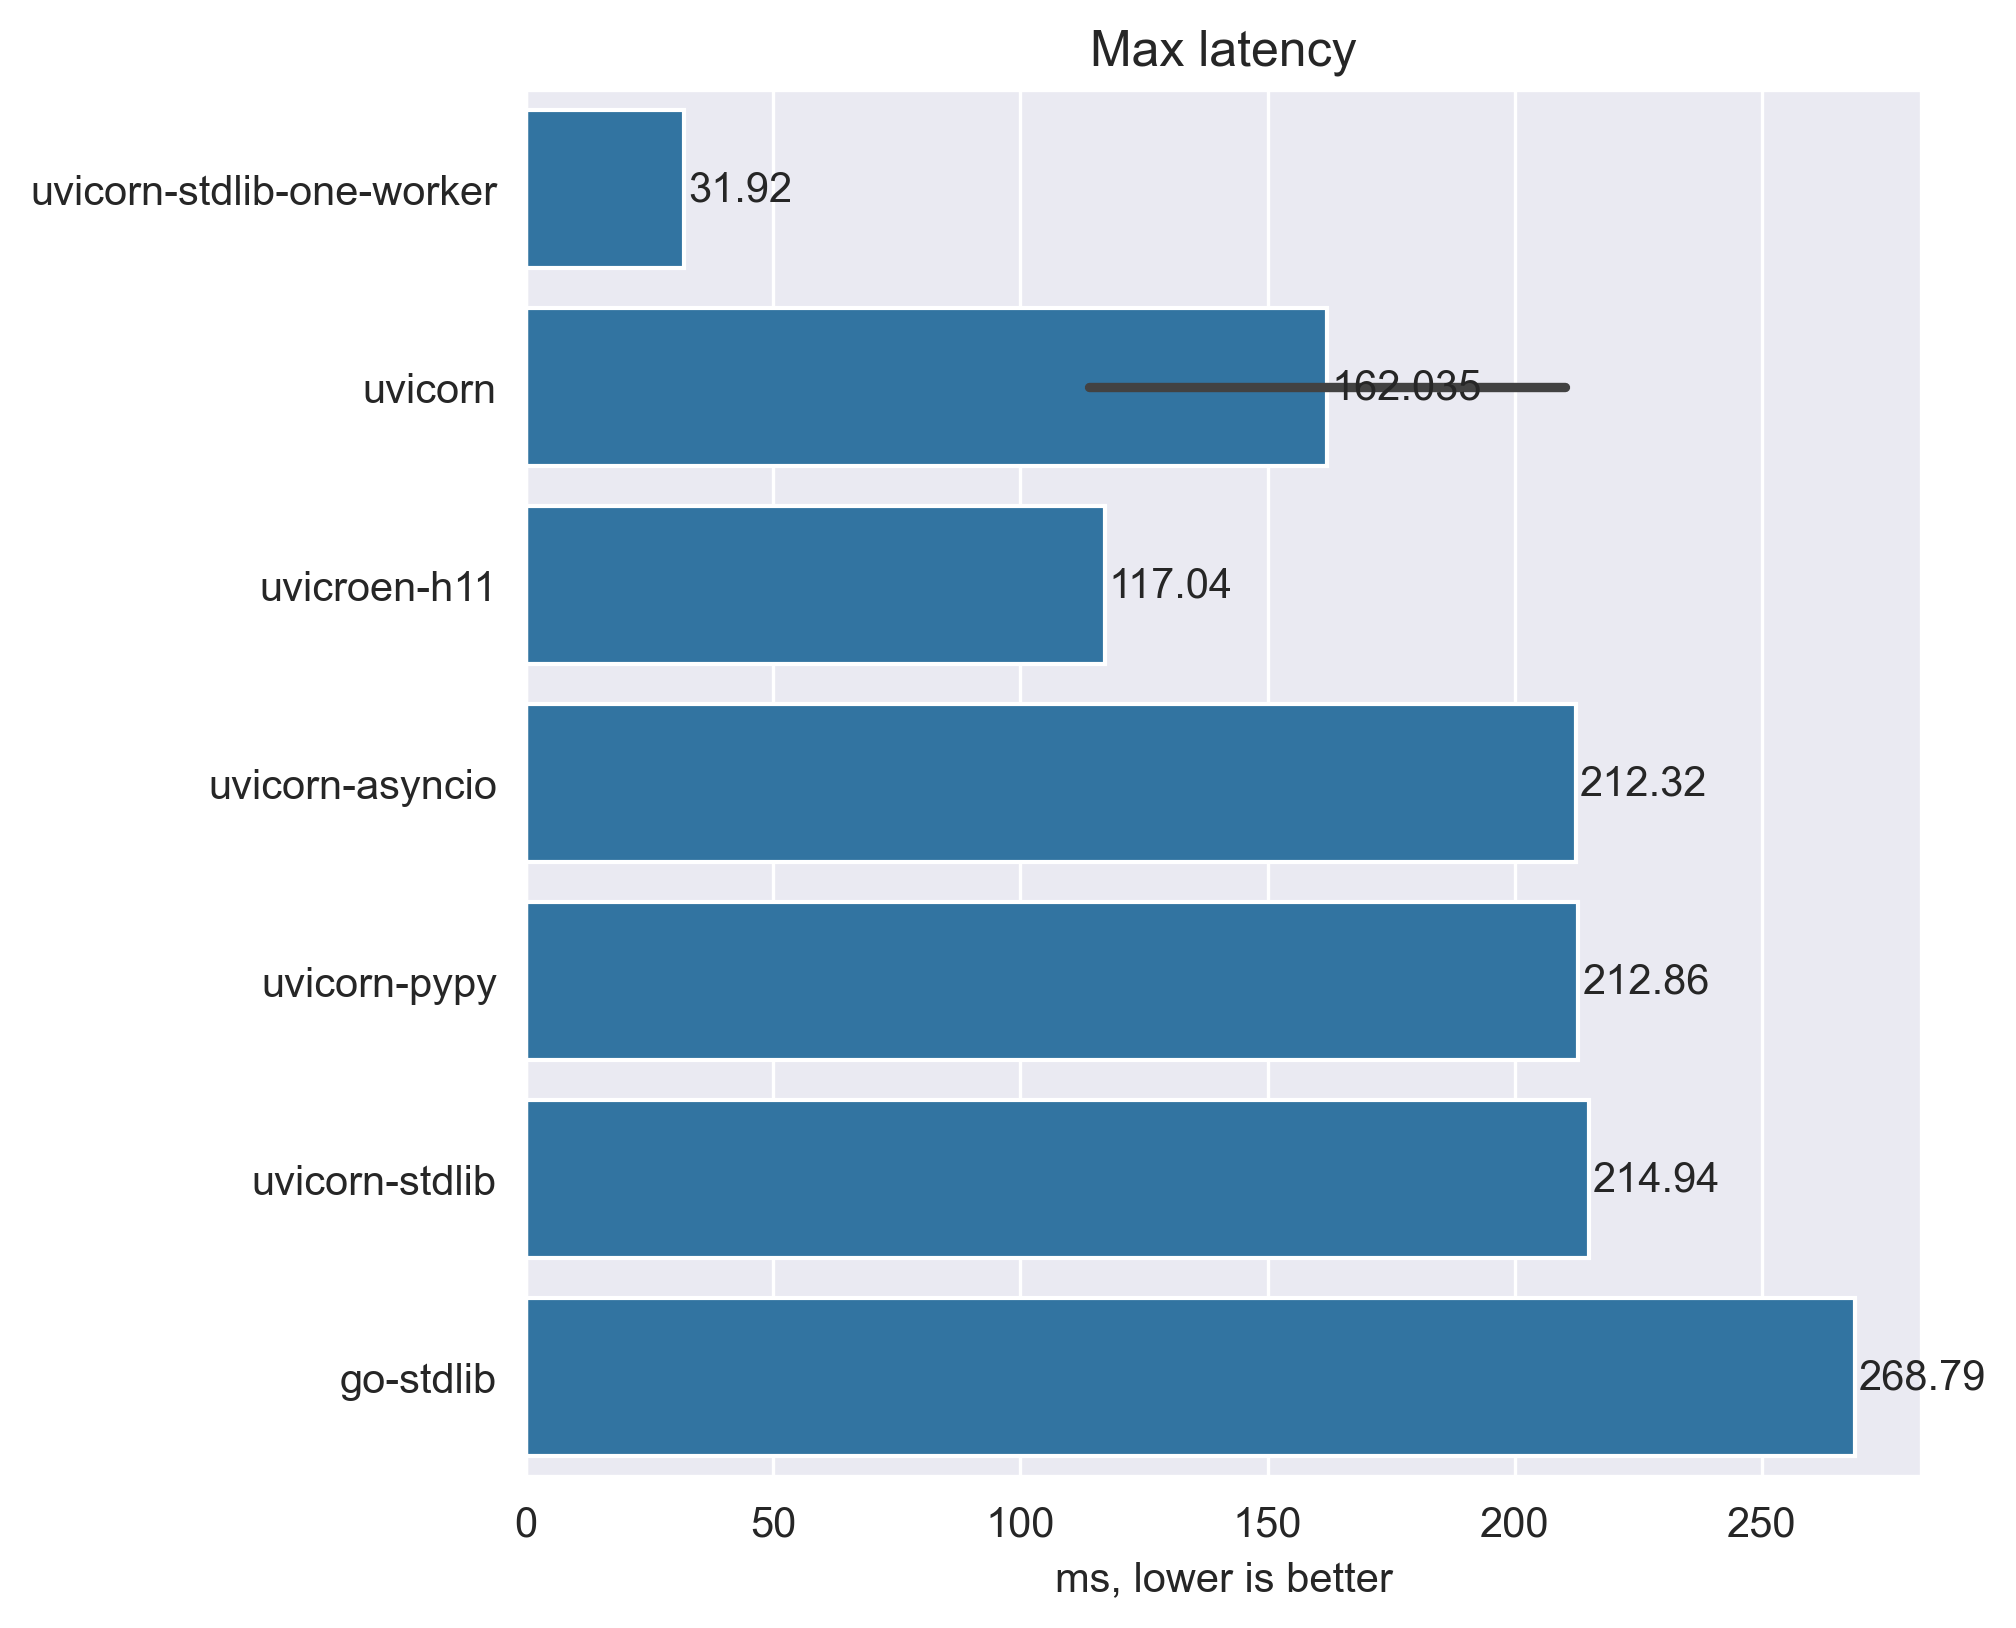 Max latency
uvicorn-stdlib-one-worker
31.92
uvicorn
162.035
uvicroen-h11
117.04
uvicorn-asyncio
212.32
uvicorn-pypy
212.86
uvicorn-stdlib
214.94
go-stdlib
268.79
0 50 100 150 200 250
ms, lower is better